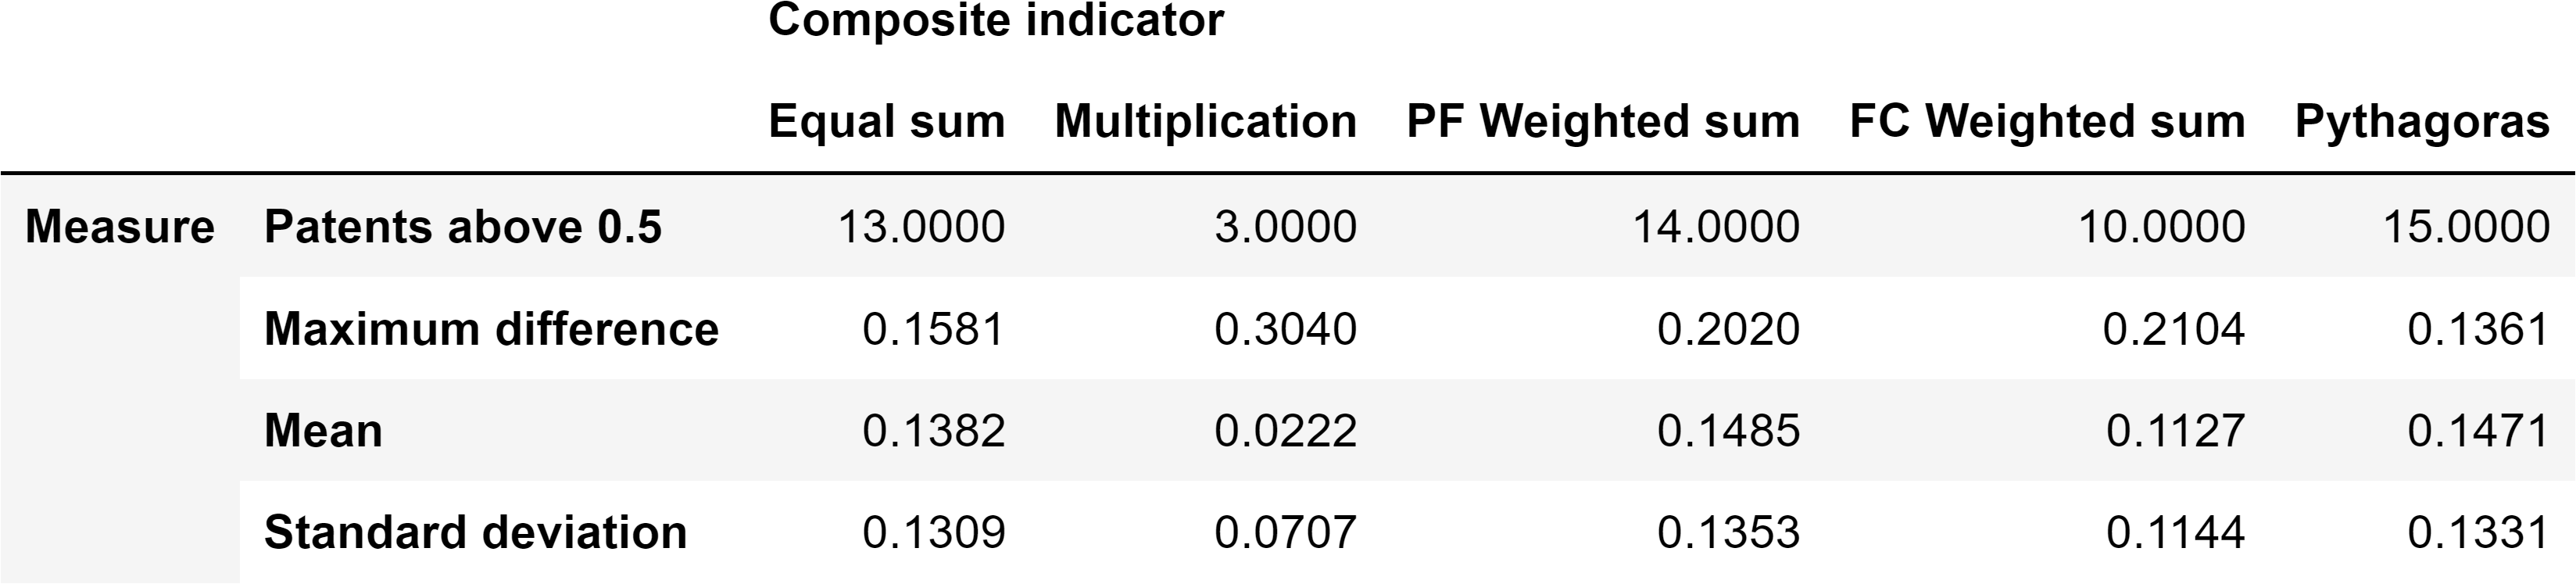 Composite indicator
Equal sum Multiplication PF Weighted sum FC Weighted sum Pythagoras
Measure Patents above 0.5 13.0000 3.0000 14.0000 10.0000 15.0000
Maximum difference 0.1581 0.3040 0.2020 0.2104 0.1361
Mean 0.1382 0.0222 0.1485 0.1127 0.1471
Standard deviation 0.1309 0.0707 0.1353 0.1144 0.1331